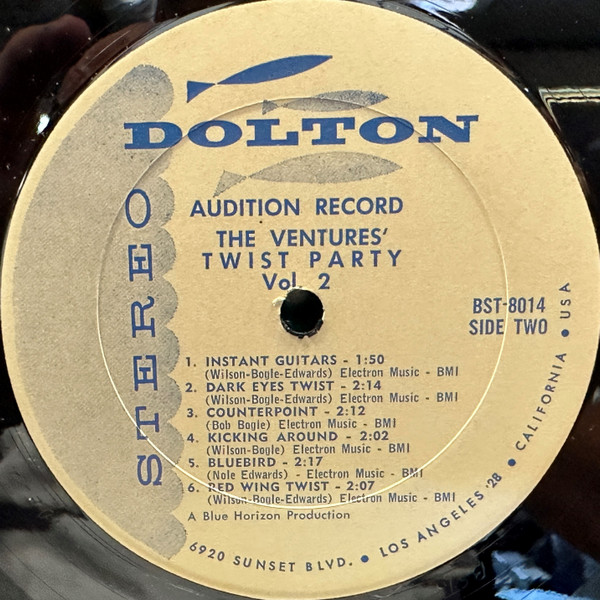 DOLTON
STEREO
AUDITION RECORD
THE VENTURES'
TWIST PARTY
Vol. 2
BST-8014
SIDE TWO
1. INSTANT GUITARS - 1:50
(Wilson-Bogle-Edwards) Electron Music - BMI
2. DARK EYES TWIST - 2:14
(Wilson-Bogle-Edwards) Electron Music - BMI
3. COUNTERPOINT - 2:12
(Bob Bogle) Electron Music - BMI
4. KICKING AROUND - 2:02
(Wilson-Bogle) Electron Music - BMI
5. BLUEBIRD - 2:17
(Nole Edwards) - Electron Music - BMI
6. RED WING TWIST - 2:07
(Wilson-Bogle-Edwards) Electron Music - BMI
A Blue Horizon Production
6920 SUNSET BLVD. ● LOS ANGELES '28 ● CALIFORNIA ● USA